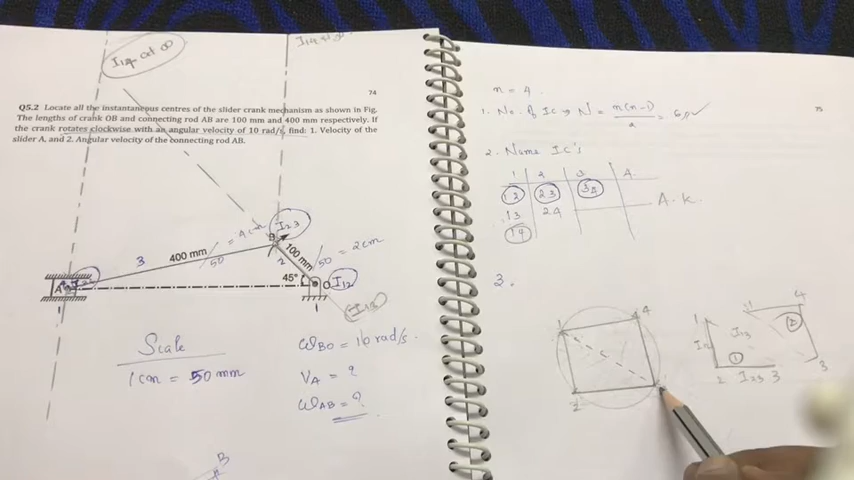 I14 at ∞
74
Q5.2 Locate all the instantaneous centres of the slider crank mechanism as shown in Fig.
The lengths of crank OB and connecting rod AB are 100 mm and 400 mm respectively. If
the crank rotates clockwise with an angular velocity of 10 rad/s, find: 1. Velocity of the
slider A, and 2. Angular velocity of the connecting rod AB.
I23
B
3
400 mm
/50
2
100 mm
/50 = 2cm
A
45°
O
I12
1
1
I13
Scale
1cm = 50 mm
ωBO = 10 rad/s.
VA = ?
ωAB = ?
B
75
n = 4.
1. No. of Ic → N = n(n-1)/2 = 6 ✓
2. Name Ic's
1 2 3 4.
12 23 34
13 24
14
A.k.
3.
1 4
2
1
I12
I13
1
2 I23 3
4
2
3